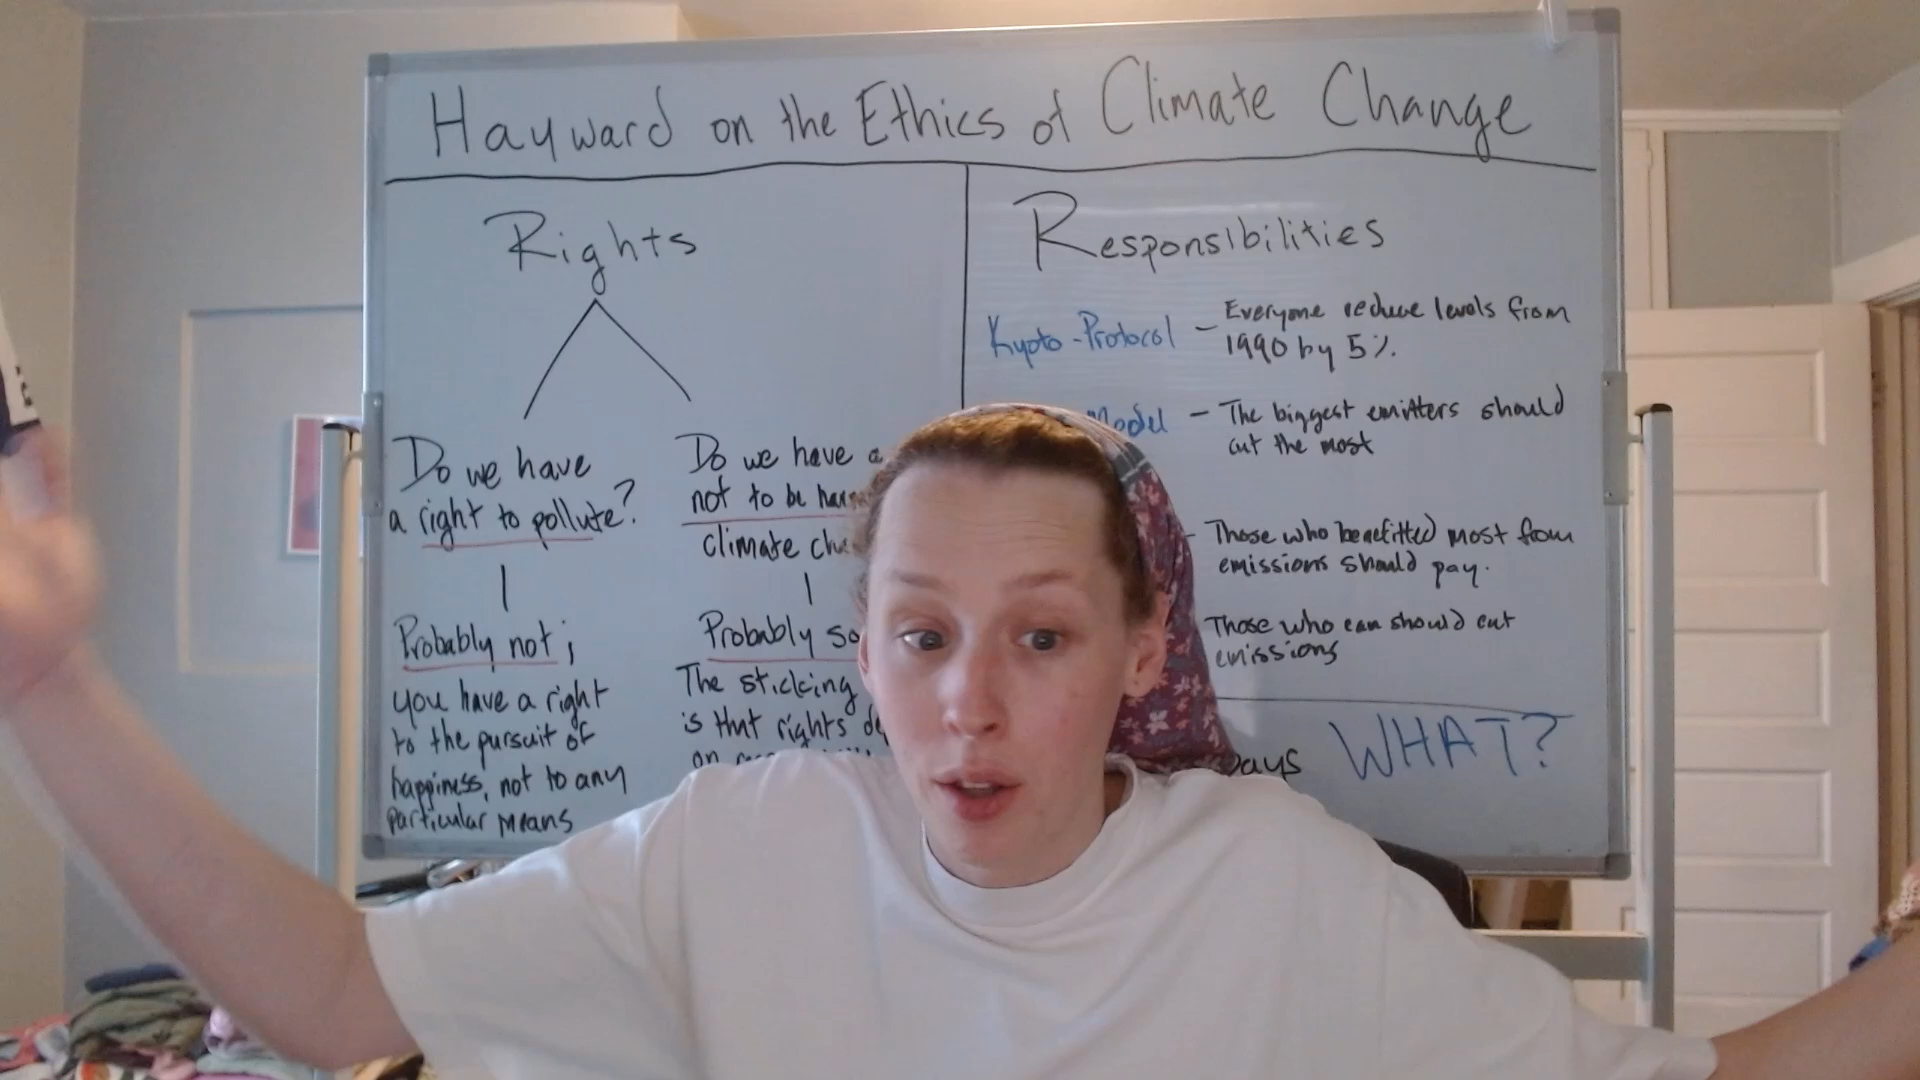 Hayward on the Ethics of Climate Change
Rights
Do we have
a right to pollute?
Probably not;
you have a right
to the pursuit of
happiness, not to any
particular means
Do we have a
not to be
climate
Probably so
The sticking
is that rights
on
Responsibilities
Kyoto-Protocol – Everyone reduce levels from
1990 by 5%.
Model – The biggest emitters should
cut the most
Those who benefitted most from
emissions should pay.
Those who can should cut
emissions
Pays WHAT?